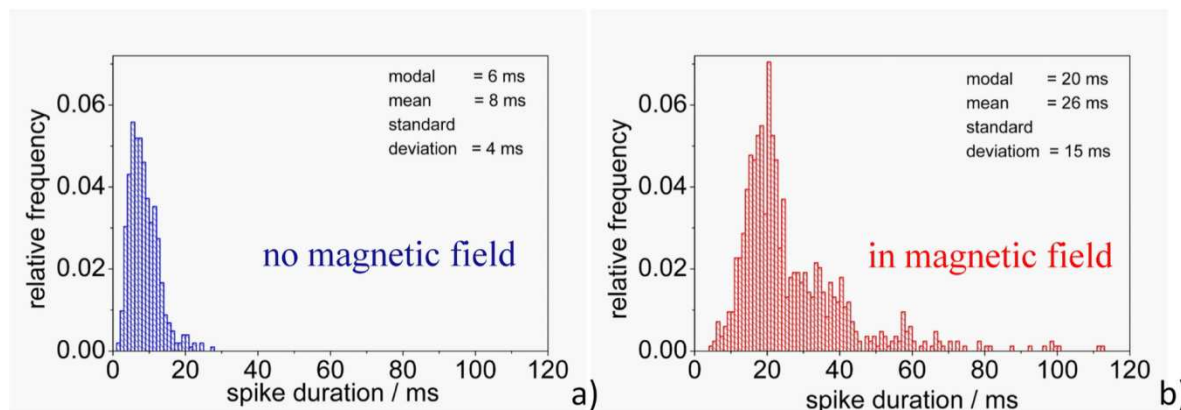 modal = 6 ms
mean = 8 ms
standard
deviation = 4 ms
no magnetic field
relative frequency
0.06
0.04
0.02
0.00
0 20 40 60 80 100 120
spike duration / ms
a)
modal = 20 ms
mean = 26 ms
standard
deviatiom = 15 ms
in magnetic field
relative frequency
0.06
0.04
0.02
0.00
0 20 40 60 80 100 120
spike duration / ms
b)